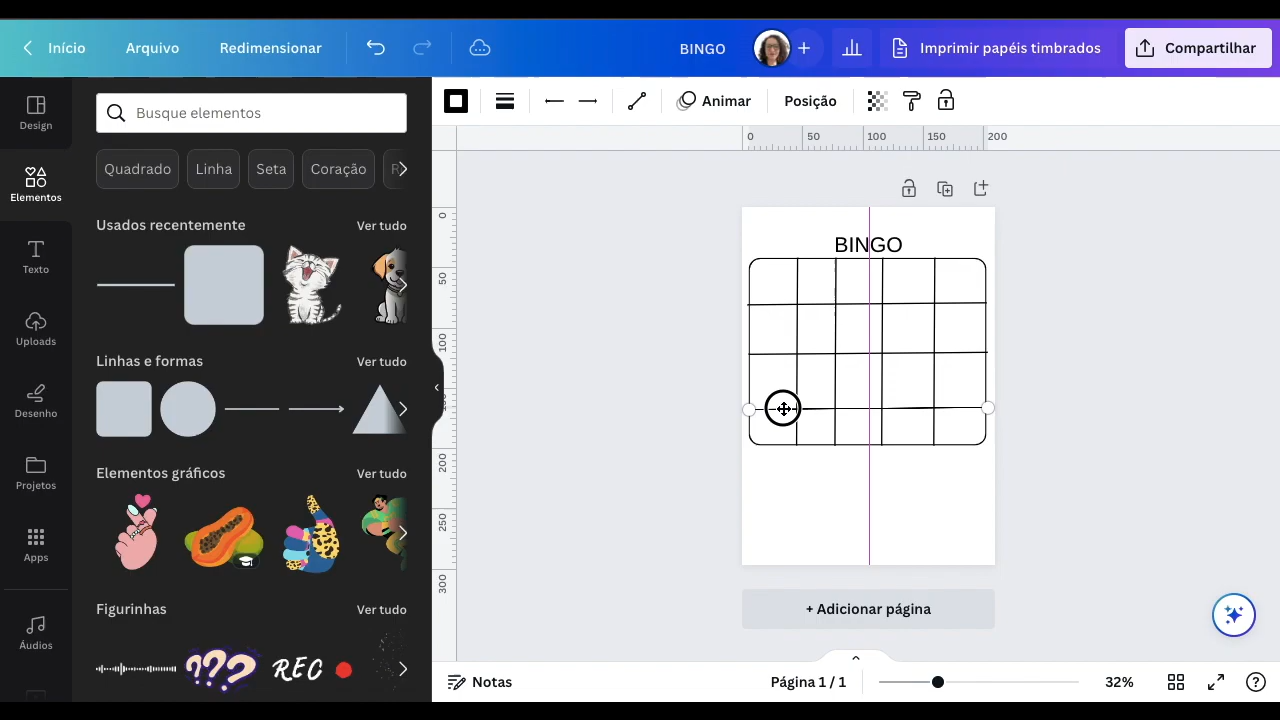 Início
Arquivo
Redimensionar
BINGO
Imprimir papéis timbrados
Compartilhar
Design
Elementos
Texto
Uploads
Desenho
Projetos
Apps
Áudios
Busque elementos
Quadrado
Linha
Seta
Coração
Usados recentemente
Ver tudo
Linhas e formas
Ver tudo
Elementos gráficos
Ver tudo
Figurinhas
Ver tudo
???
REC
Animar
Posição
0 50 100 150 200
0
50
100
200
250
300
BINGO
+ Adicionar página
Notas
Página 1 / 1
32%